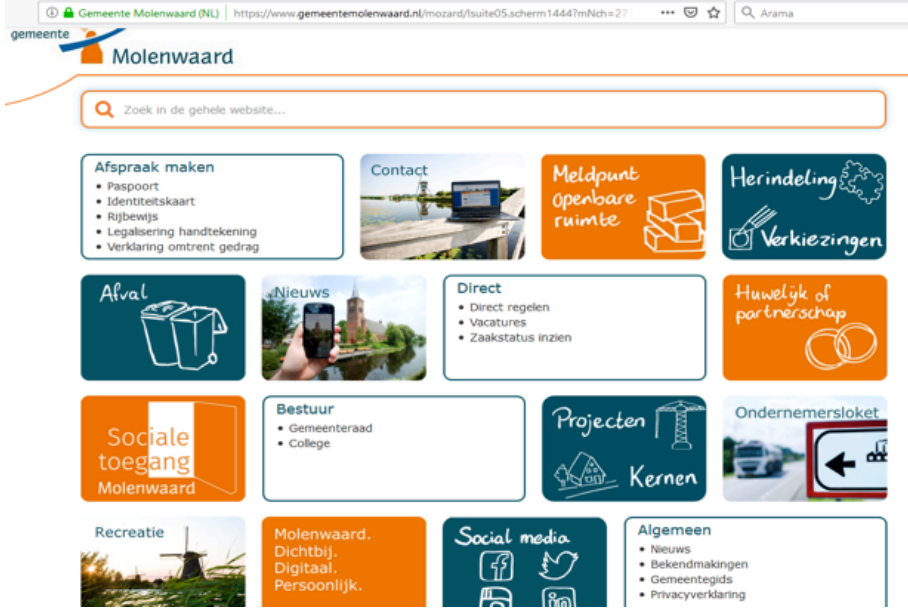 Gemeente Molenwaard (NL)
https://www.gemeentemolenwaard.nl/mozard/!suite05.scherm1444?mNch=27
Arama
gemeente
Molenwaard
Zoek in de gehele website...
Afspraak maken
• Paspoort
• Identiteitskaart
• Rijbewijs
• Legalisering handtekening
• Verklaring omtrent gedrag
Contact
Meldpunt
openbare
ruimte
Herindeling
Verkiezingen
Afval
Nieuws
Direct
• Direct regelen
• Vacatures
• Zaakstatus inzien
Huwelijk of
partnerschap
Sociale
toegang
Molenwaard
Bestuur
• Gemeenteraad
• College
Projecten
Kernen
Ondernemersloket
Recreatie
Molenwaard.
Dichtbij.
Digitaal.
Persoonlijk.
Social media
Algemeen
• Nieuws
• Bekendmakingen
• Gemeentegids
• Privacyverklaring